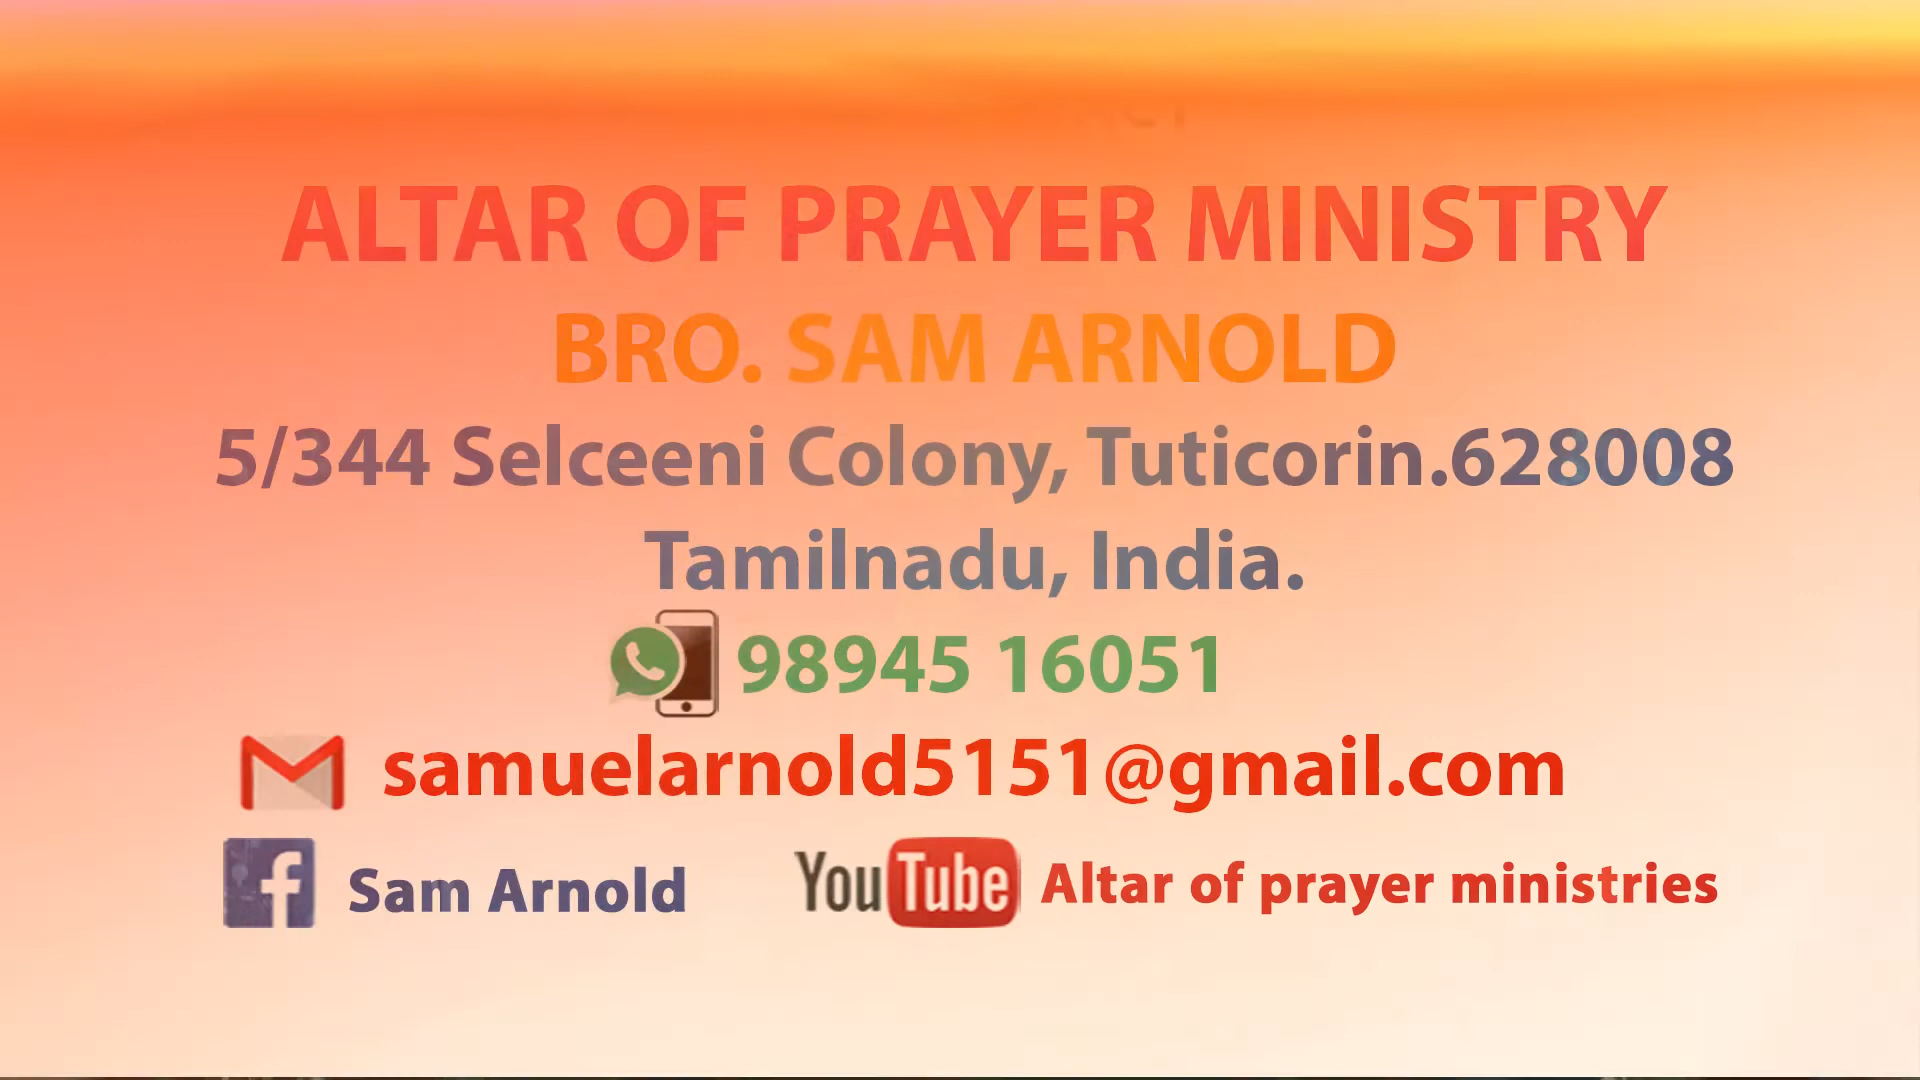 ALTAR OF PRAYER MINISTRY
BRO. SAM ARNOLD
5/344 Selceeni Colony, Tuticorin.628008
Tamilnadu, India.
98945 16051
samuelarnold5151@gmail.com
Sam Arnold
YouTube Altar of prayer ministries